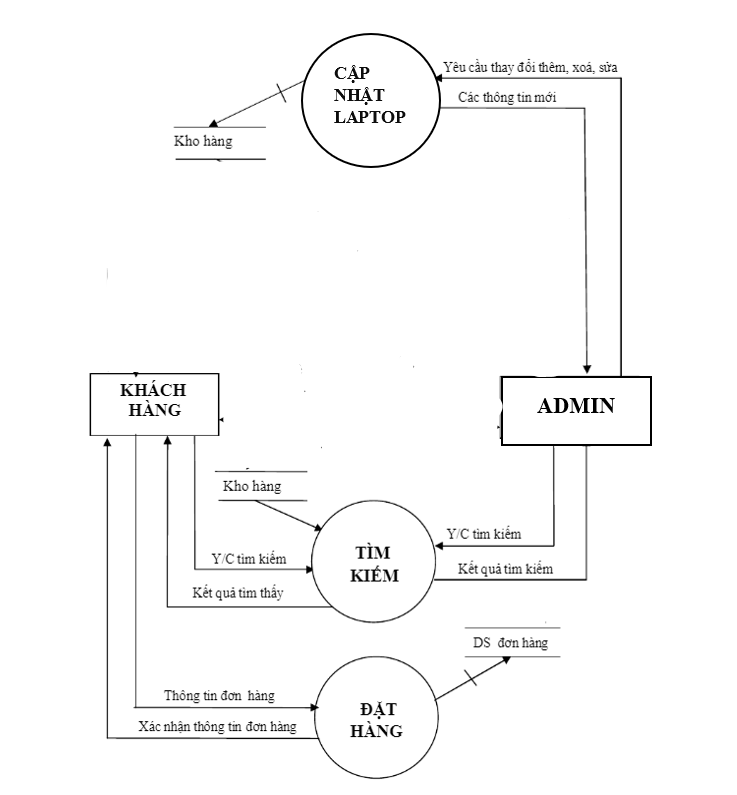 CẬP
NHẬT
LAPTOP
Yêu cầu thay đổi thêm, xoá, sửa
Các thông tin mới
Kho hàng
KHÁCH
HÀNG
ADMIN
Kho hàng
TÌM
KIẾM
Y/C tìm kiếm
Kết quả tìm kiếm
Y/C tìm kiếm
Kết quả tìm thấy
DS đơn hàng
Thông tin đơn hàng
Xác nhận thông tin đơn hàng
ĐẶT
HÀNG